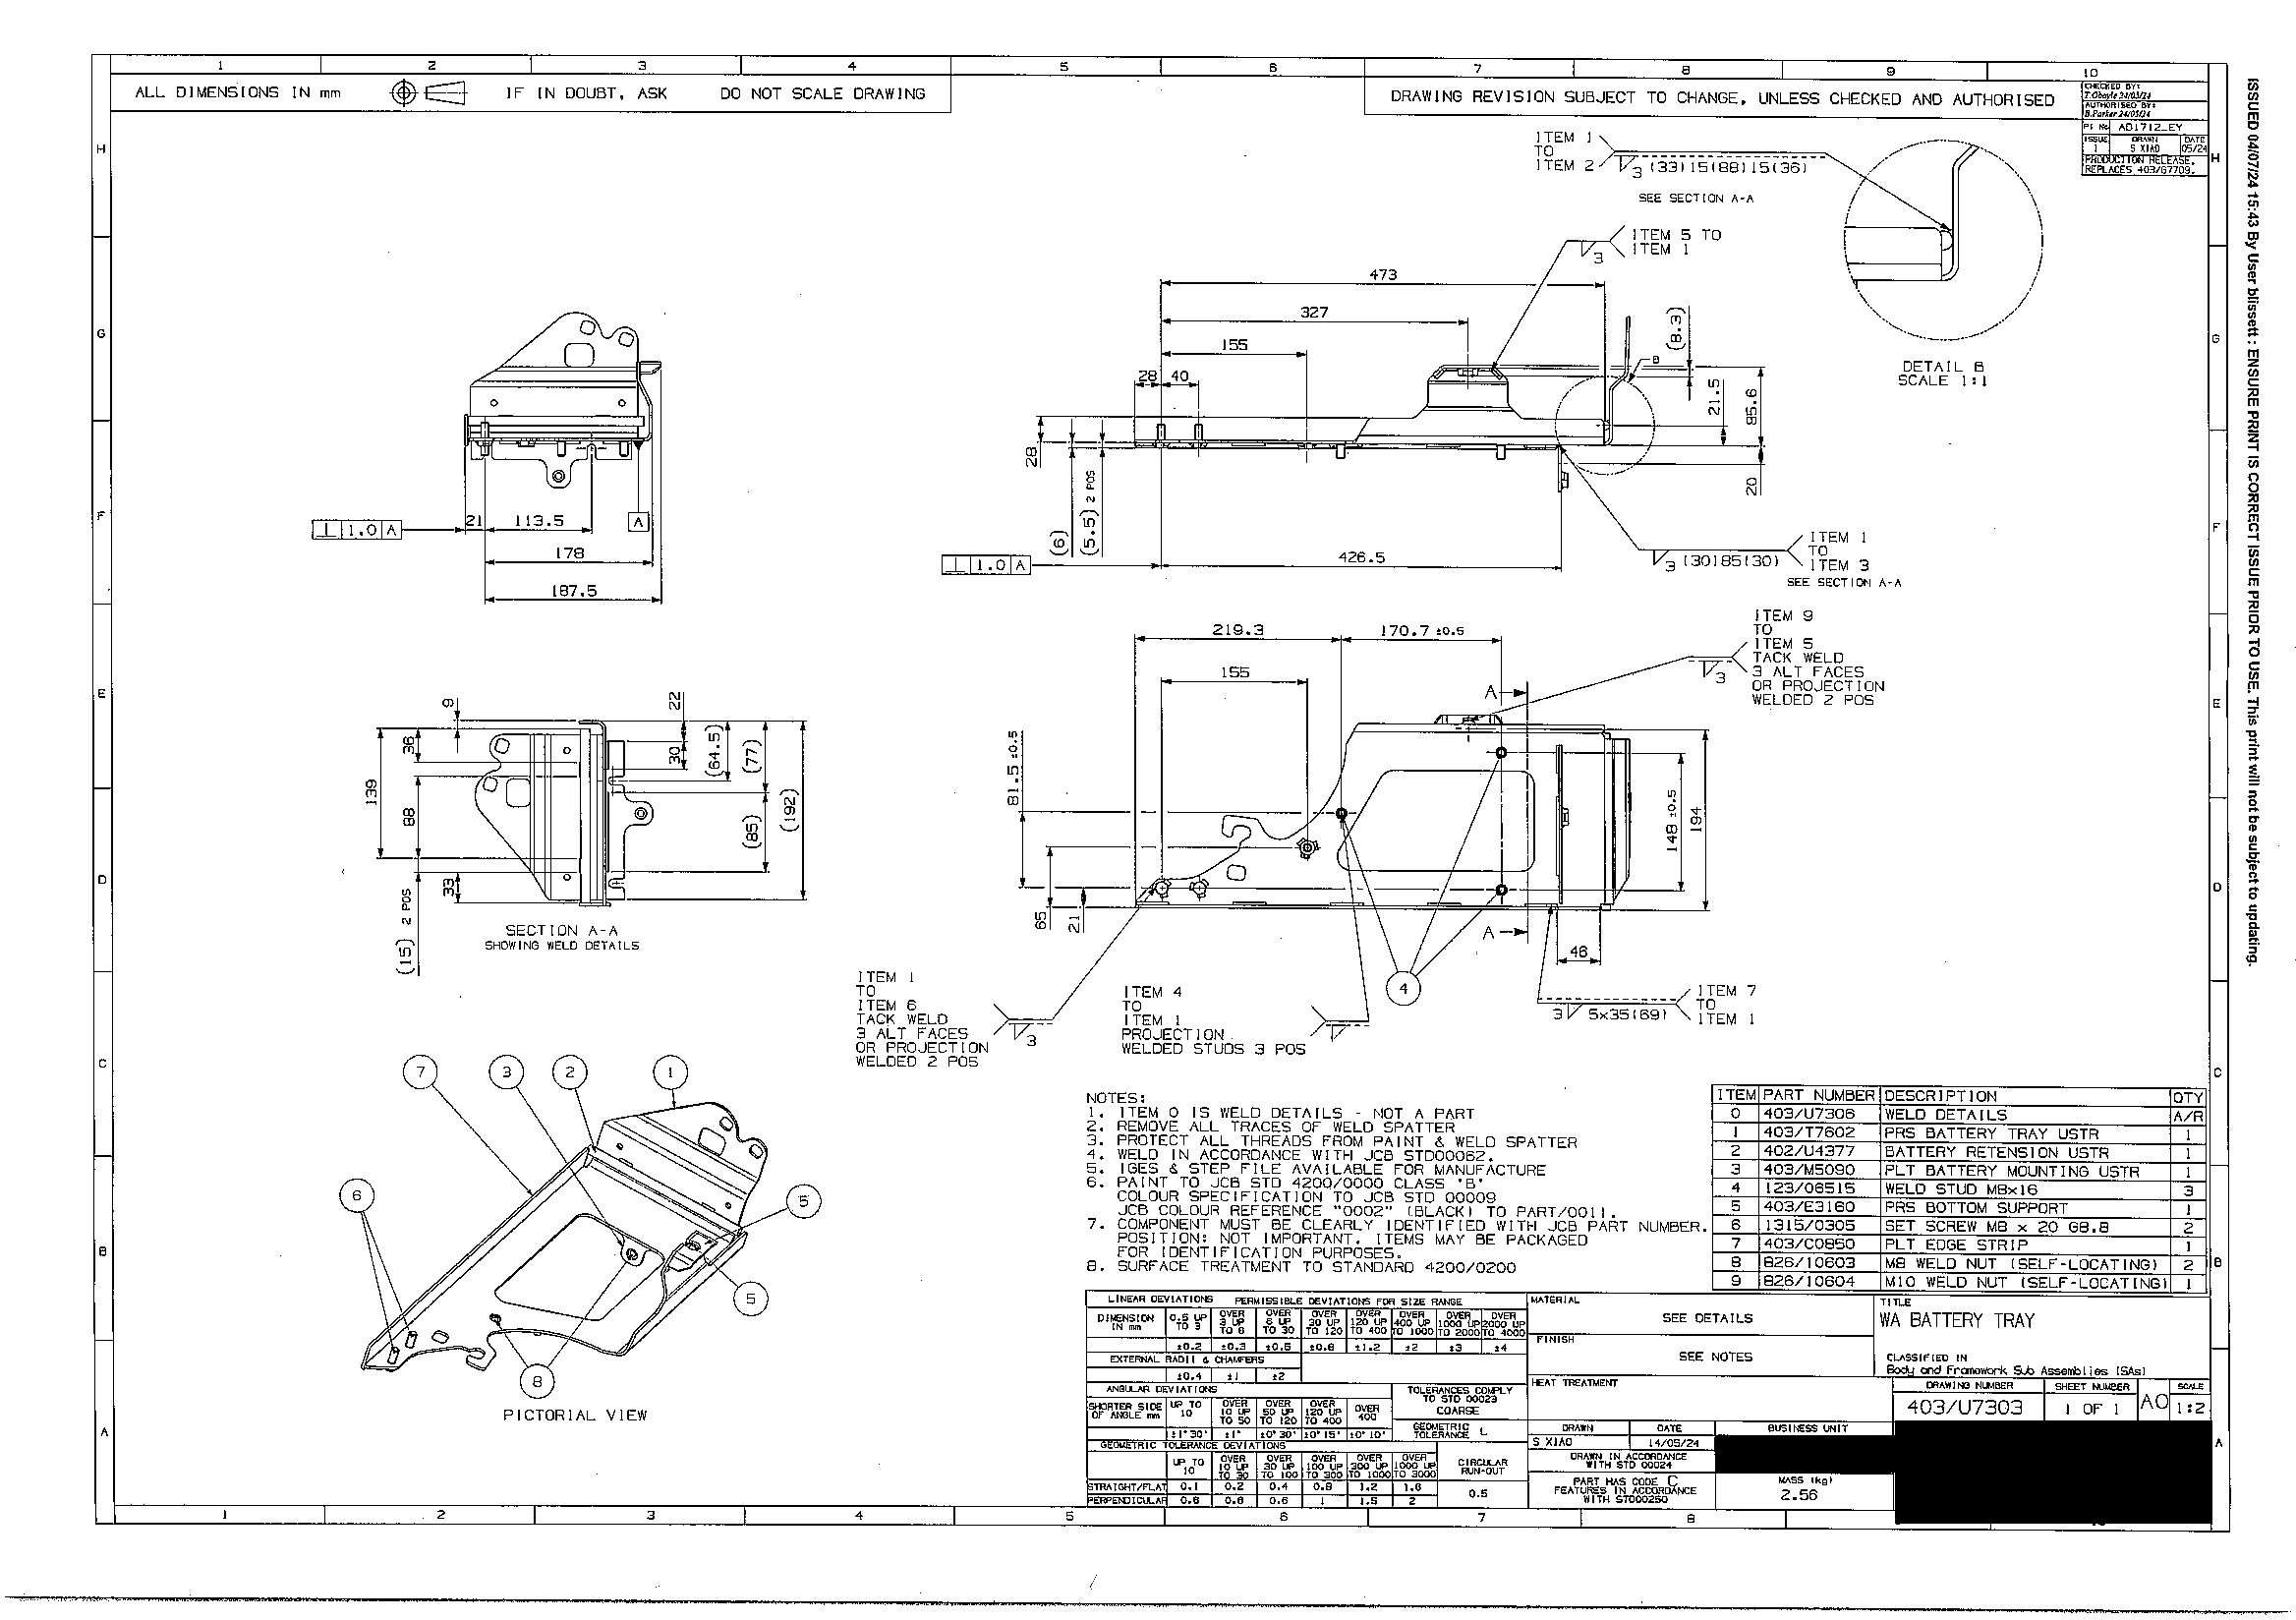 1 2 3 4 5 6 7 8 9 10
ALL DIMENSIONS IN mm
IF IN DOUBT, ASK
DO NOT SCALE DRAWING
DRAWING REVISION SUBJECT TO CHANGE, UNLESS CHECKED AND AUTHORISED
CHECKED BY:
T.Oboyle 24/05/24
AUTHORISED BY:
B.Parker 24/05/24
PI No AD1712_EY
ISSUE DRAWN DATE
1 S XIAO 05/24
PRODUCTION RELEASE.
REPLACES 403/G7709.
ISSUED 04/07/24 15:43 By User blissett : ENSURE PRINT IS CORRECT ISSUE PRIOR TO USE. This print will not be subject to updating.
H
G
F
E
D
C
B
A
H
G
F
E
D
C
B
A
ITEM 1
TO
ITEM 2
3 (33)15(88)15(36)
SEE SECTION A-A
ITEM 5 TO
ITEM 1
3
DETAIL B
SCALE 1:1
473
327
155
28 40
(8.3)
B
21.5
85.6
28
(6)
(5.5) 2 POS
20
426.5
⊥ 1.0 A
ITEM 1
TO
ITEM 3
3 (30)85(30)
SEE SECTION A-A
⊥ 1.0 A
21 113.5
A
178
187.5
219.3
170.7 ±0.5
155
ITEM 9
TO
ITEM 5
TACK WELD
3 ALT FACES
OR PROJECTION
WELDED 2 POS
3
A
A
81.5 ±0.5
65
21
148 ±0.5
194
46
4
ITEM 7
TO
ITEM 1
3 5x35(69)
9
36
139
88
33
(15) 2 POS
22
30
(64.5)
(77)
(85)
(192)
SECTION A-A
SHOWING WELD DETAILS
ITEM 1
TO
ITEM 6
TACK WELD
3 ALT FACES
OR PROJECTION
WELDED 2 POS
3
ITEM 4
TO
ITEM 1
PROJECTION
WELDED STUDS 3 POS
7 3 2 1
6
5
5
8
PICTORIAL VIEW
NOTES:
1. ITEM 0 IS WELD DETAILS - NOT A PART
2. REMOVE ALL TRACES OF WELD SPATTER
3. PROTECT ALL THREADS FROM PAINT & WELD SPATTER
4. WELD IN ACCORDANCE WITH JCB STD00062.
5. IGES & STEP FILE AVAILABLE FOR MANUFACTURE
6. PAINT TO JCB STD 4200/0000 CLASS 'B'
COLOUR SPECIFICATION TO JCB STD 00009
JCB COLOUR REFERENCE "0002" (BLACK) TO PART/0011.
7. COMPONENT MUST BE CLEARLY IDENTIFIED WITH JCB PART NUMBER.
POSITION: NOT IMPORTANT. ITEMS MAY BE PACKAGED
FOR IDENTIFICATION PURPOSES.
8. SURFACE TREATMENT TO STANDARD 4200/0200
ITEM PART NUMBER DESCRIPTION QTY
0 403/U7306 WELD DETAILS A/R
1 403/T7602 PRS BATTERY TRAY USTR 1
2 402/U4377 BATTERY RETENSION USTR 1
3 403/M5090 PLT BATTERY MOUNTING USTR 1
4 123/06515 WELD STUD M8x16 3
5 403/E3160 PRS BOTTOM SUPPORT 1
6 1315/0305 SET SCREW M8 x 20 G8.8 2
7 403/C0850 PLT EDGE STRIP 1
8 826/10603 M8 WELD NUT (SELF-LOCATING) 2
9 826/10604 M10 WELD NUT (SELF-LOCATING) 1
LINEAR DEVIATIONS PERMISSIBLE DEVIATIONS FOR SIZE RANGE
DIMENSION IN mm 0.5 UP TO 3 OVER 3 UP TO 6 OVER 6 UP TO 30 OVER 30 UP TO 120 OVER 120 UP TO 400 OVER 400 UP TO 1000 OVER 1000 UP TO 2000 OVER 2000 UP TO 4000
±0.2 ±0.3 ±0.5 ±0.8 ±1.2 ±2 ±3 ±4
EXTERNAL RADII & CHAMFERS
±0.4 ±1 ±2
ANGULAR DEVIATIONS
SHORTER SIDE OF ANGLE mm UP TO 10 OVER 10 UP TO 50 OVER 50 UP TO 120 OVER 120 UP TO 400 OVER 400
±1°30' ±1° ±0°30' ±0°15' ±0°10'
TOLERANCES COMPLY
TO STD 00023
COARSE
GEOMETRIC
TOLERANCE L
GEOMETRIC TOLERANCE DEVIATIONS
UP TO 10 OVER 10 UP TO 30 OVER 30 UP TO 100 OVER 100 UP TO 300 OVER 300 UP TO 1000 OVER 1000 UP TO 3000 CIRCULAR RUN-OUT
STRAIGHT/FLAT 0.1 0.2 0.4 0.8 1.2 1.6
PERPENDICULAR 0.6 0.6 0.6 1 1.5 2
0.5
MATERIAL
SEE DETAILS
FINISH
SEE NOTES
HEAT TREATMENT
DRAWN DATE BUSINESS UNIT
S XIAO 14/05/24
DRAWN IN ACCORDANCE
WITH STD 00024
PART HAS CODE C
FEATURES IN ACCORDANCE
WITH STD00250
MASS (kg)
2.56
TITLE
WA BATTERY TRAY
CLASSIFIED IN
Body and Framework Sub Assemblies (SAs)
DRAWING NUMBER SHEET NUMBER A0 SCALE
403/U7303 1 OF 1 1:2
1 2 3 4 5 6 7 8